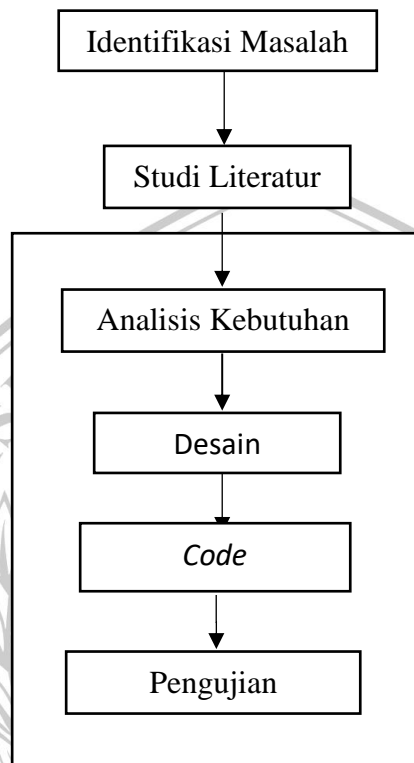 Identifikasi Masalah
Studi Literatur
Analisis Kebutuhan
Desain
Code
Pengujian